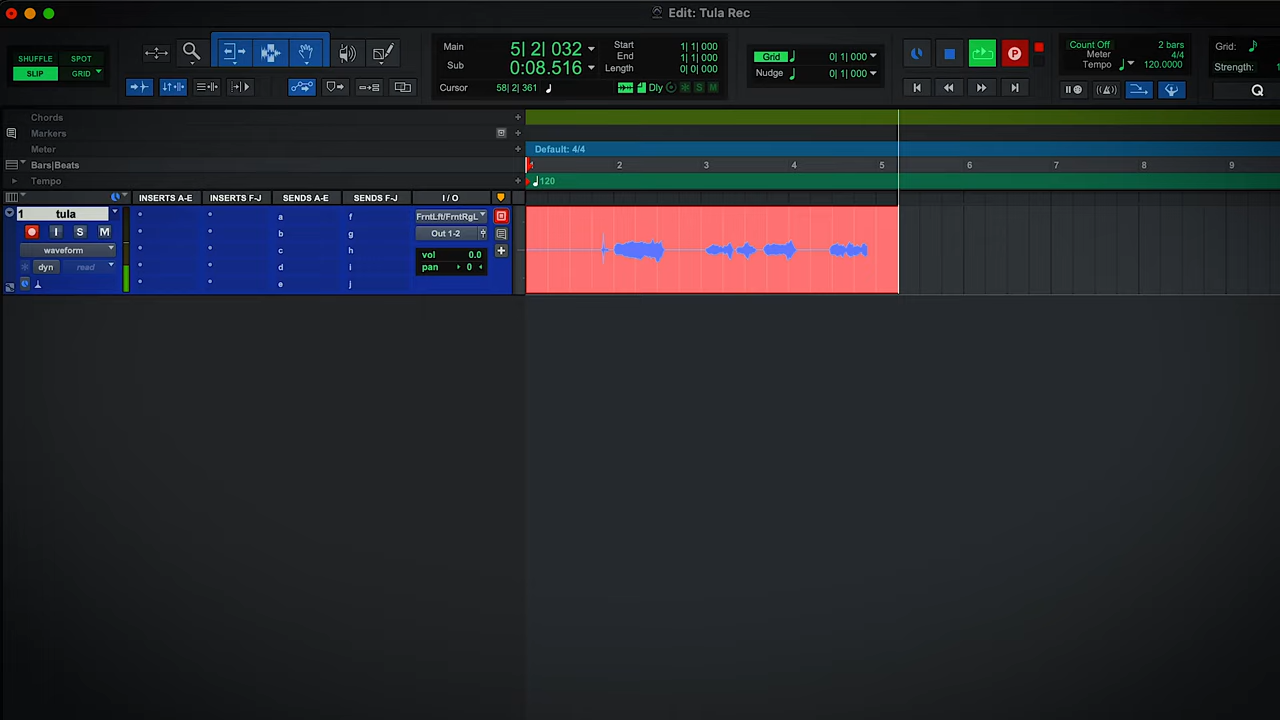 Edit: Tula Rec
SHUFFLE SPOT
SLIP GRID
Main 5| 2| 032
Sub 0:08.516
Cursor 58| 2| 361
Start 1| 1| 000
End 1| 1| 000
Length 0| 0| 000
Dly S M
Grid 0| 1| 000
Nudge 0| 1| 000
P
Count Off 2 bars
Meter 4/4
Tempo 120.0000
Grid:
Strength:
Chords
Markers
Meter
Default: 4/4
Bars|Beats
1 2 3 4 5 6 7 8 9
Tempo
120
INSERTS A-E INSERTS F-J SENDS A-E SENDS F-J I / O
1 tula
I S M
waveform
dyn read
a f
b g
c h
d i
e j
FrntLft/FrntRgL
Out 1-2
vol 0.0
pan 0